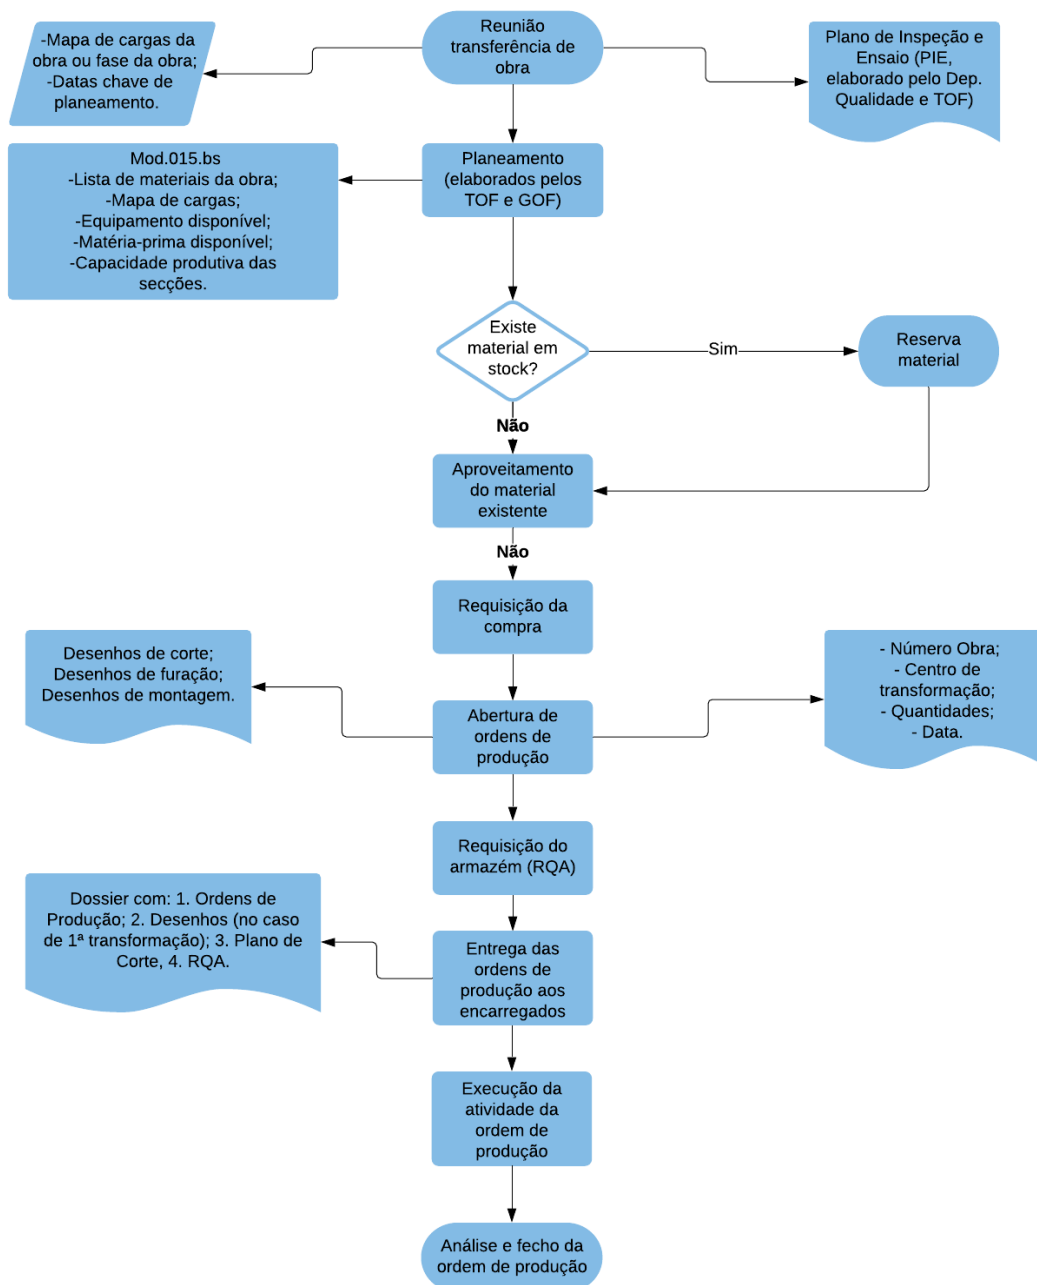 Reunião
transferência de
obra
-Mapa de cargas da
obra ou fase da obra;
-Datas chave de
planeamento.
Plano de Inspeção e
Ensaio (PIE,
elaborado pelo Dep.
Qualidade e TOF)
Mod.015.bs
-Lista de materiais da obra;
-Mapa de cargas;
-Equipamento disponível;
-Matéria-prima disponível;
-Capacidade produtiva das
secções.
Planeamento
(elaborados pelos
TOF e GOF)
Existe
material em
stock?
Sim
Reserva
material
Não
Aproveitamento
do material
existente
Não
Requisição da
compra
Desenhos de corte;
Desenhos de furação;
Desenhos de montagem.
Abertura de
ordens de
produção
- Número Obra;
- Centro de
transformação;
- Quantidades;
- Data.
Requisição do
armazém (RQA)
Dossier com: 1. Ordens de
Produção; 2. Desenhos (no caso
de 1ª transformação); 3. Plano de
Corte, 4. RQA.
Entrega das
ordens de
produção aos
encarregados
Execução da
atividade da
ordem de
produção
Análise e fecho da
ordem de produção